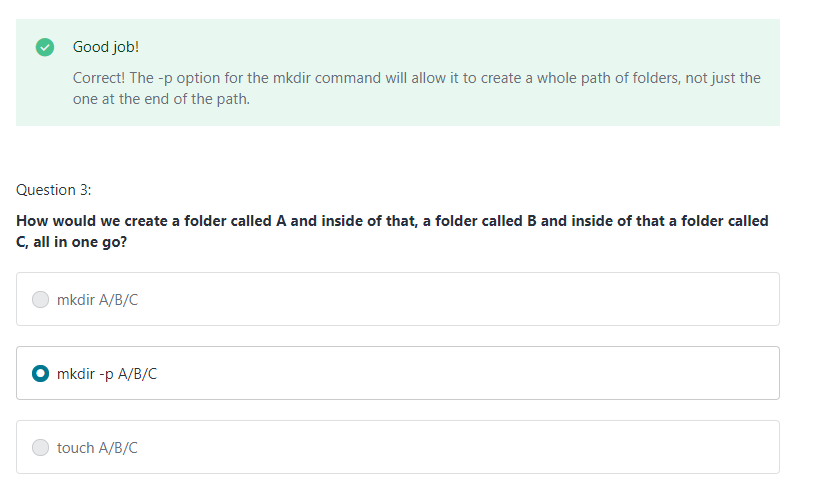 Good job!
Correct! The -p option for the mkdir command will allow it to create a whole path of folders, not just the
one at the end of the path.
Question 3:
How would we create a folder called A and inside of that, a folder called B and inside of that a folder called
C, all in one go?
mkdir A/B/C
mkdir -p A/B/C
touch A/B/C